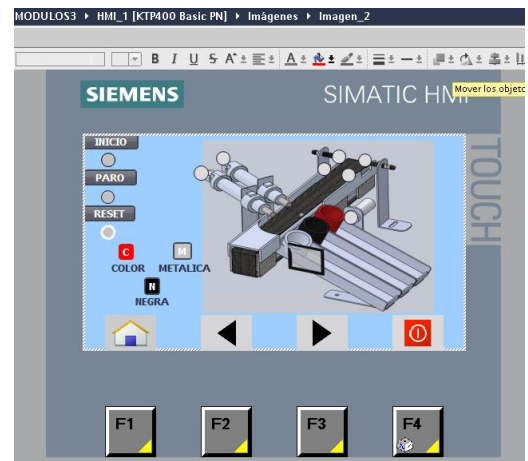 MODULOS3 ▸ HMI_1 [KTP400 Basic PN] ▸ Imágenes ▸ Imagen_2
B I U S A A
Mover los objeto
SIEMENS SIMATIC HMI
TOUCH
INICIO
PARO
RESET
C M
COLOR METALICA
N
NEGRA
F1 F2 F3 F4